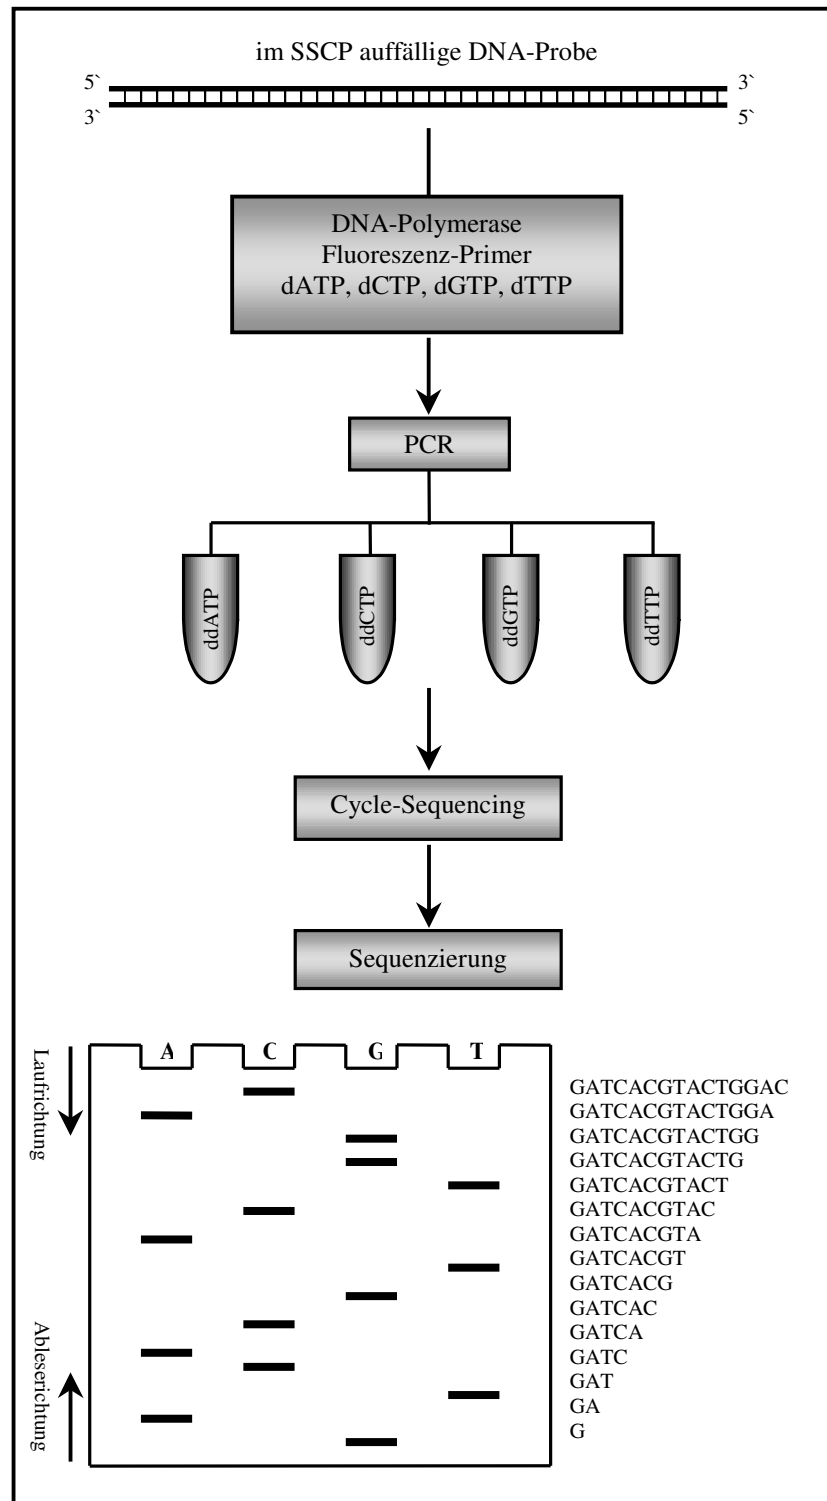 im SSCP auffällige DNA-Probe
5` 3`
3` 5`
DNA-Polymerase
Fluoreszenz-Primer
dATP, dCTP, dGTP, dTTP
PCR
ddATP
ddCTP
ddGTP
ddTTP
Cycle-Sequencing
Sequenzierung
A C G T
Laufrichtung
Ableserichtung
GATCACGTACTGGAC
GATCACGTACTGGA
GATCACGTACTGG
GATCACGTACTG
GATCACGTACT
GATCACGTAC
GATCACGTA
GATCACGT
GATCACG
GATCAC
GATCA
GATC
GAT
GA
G